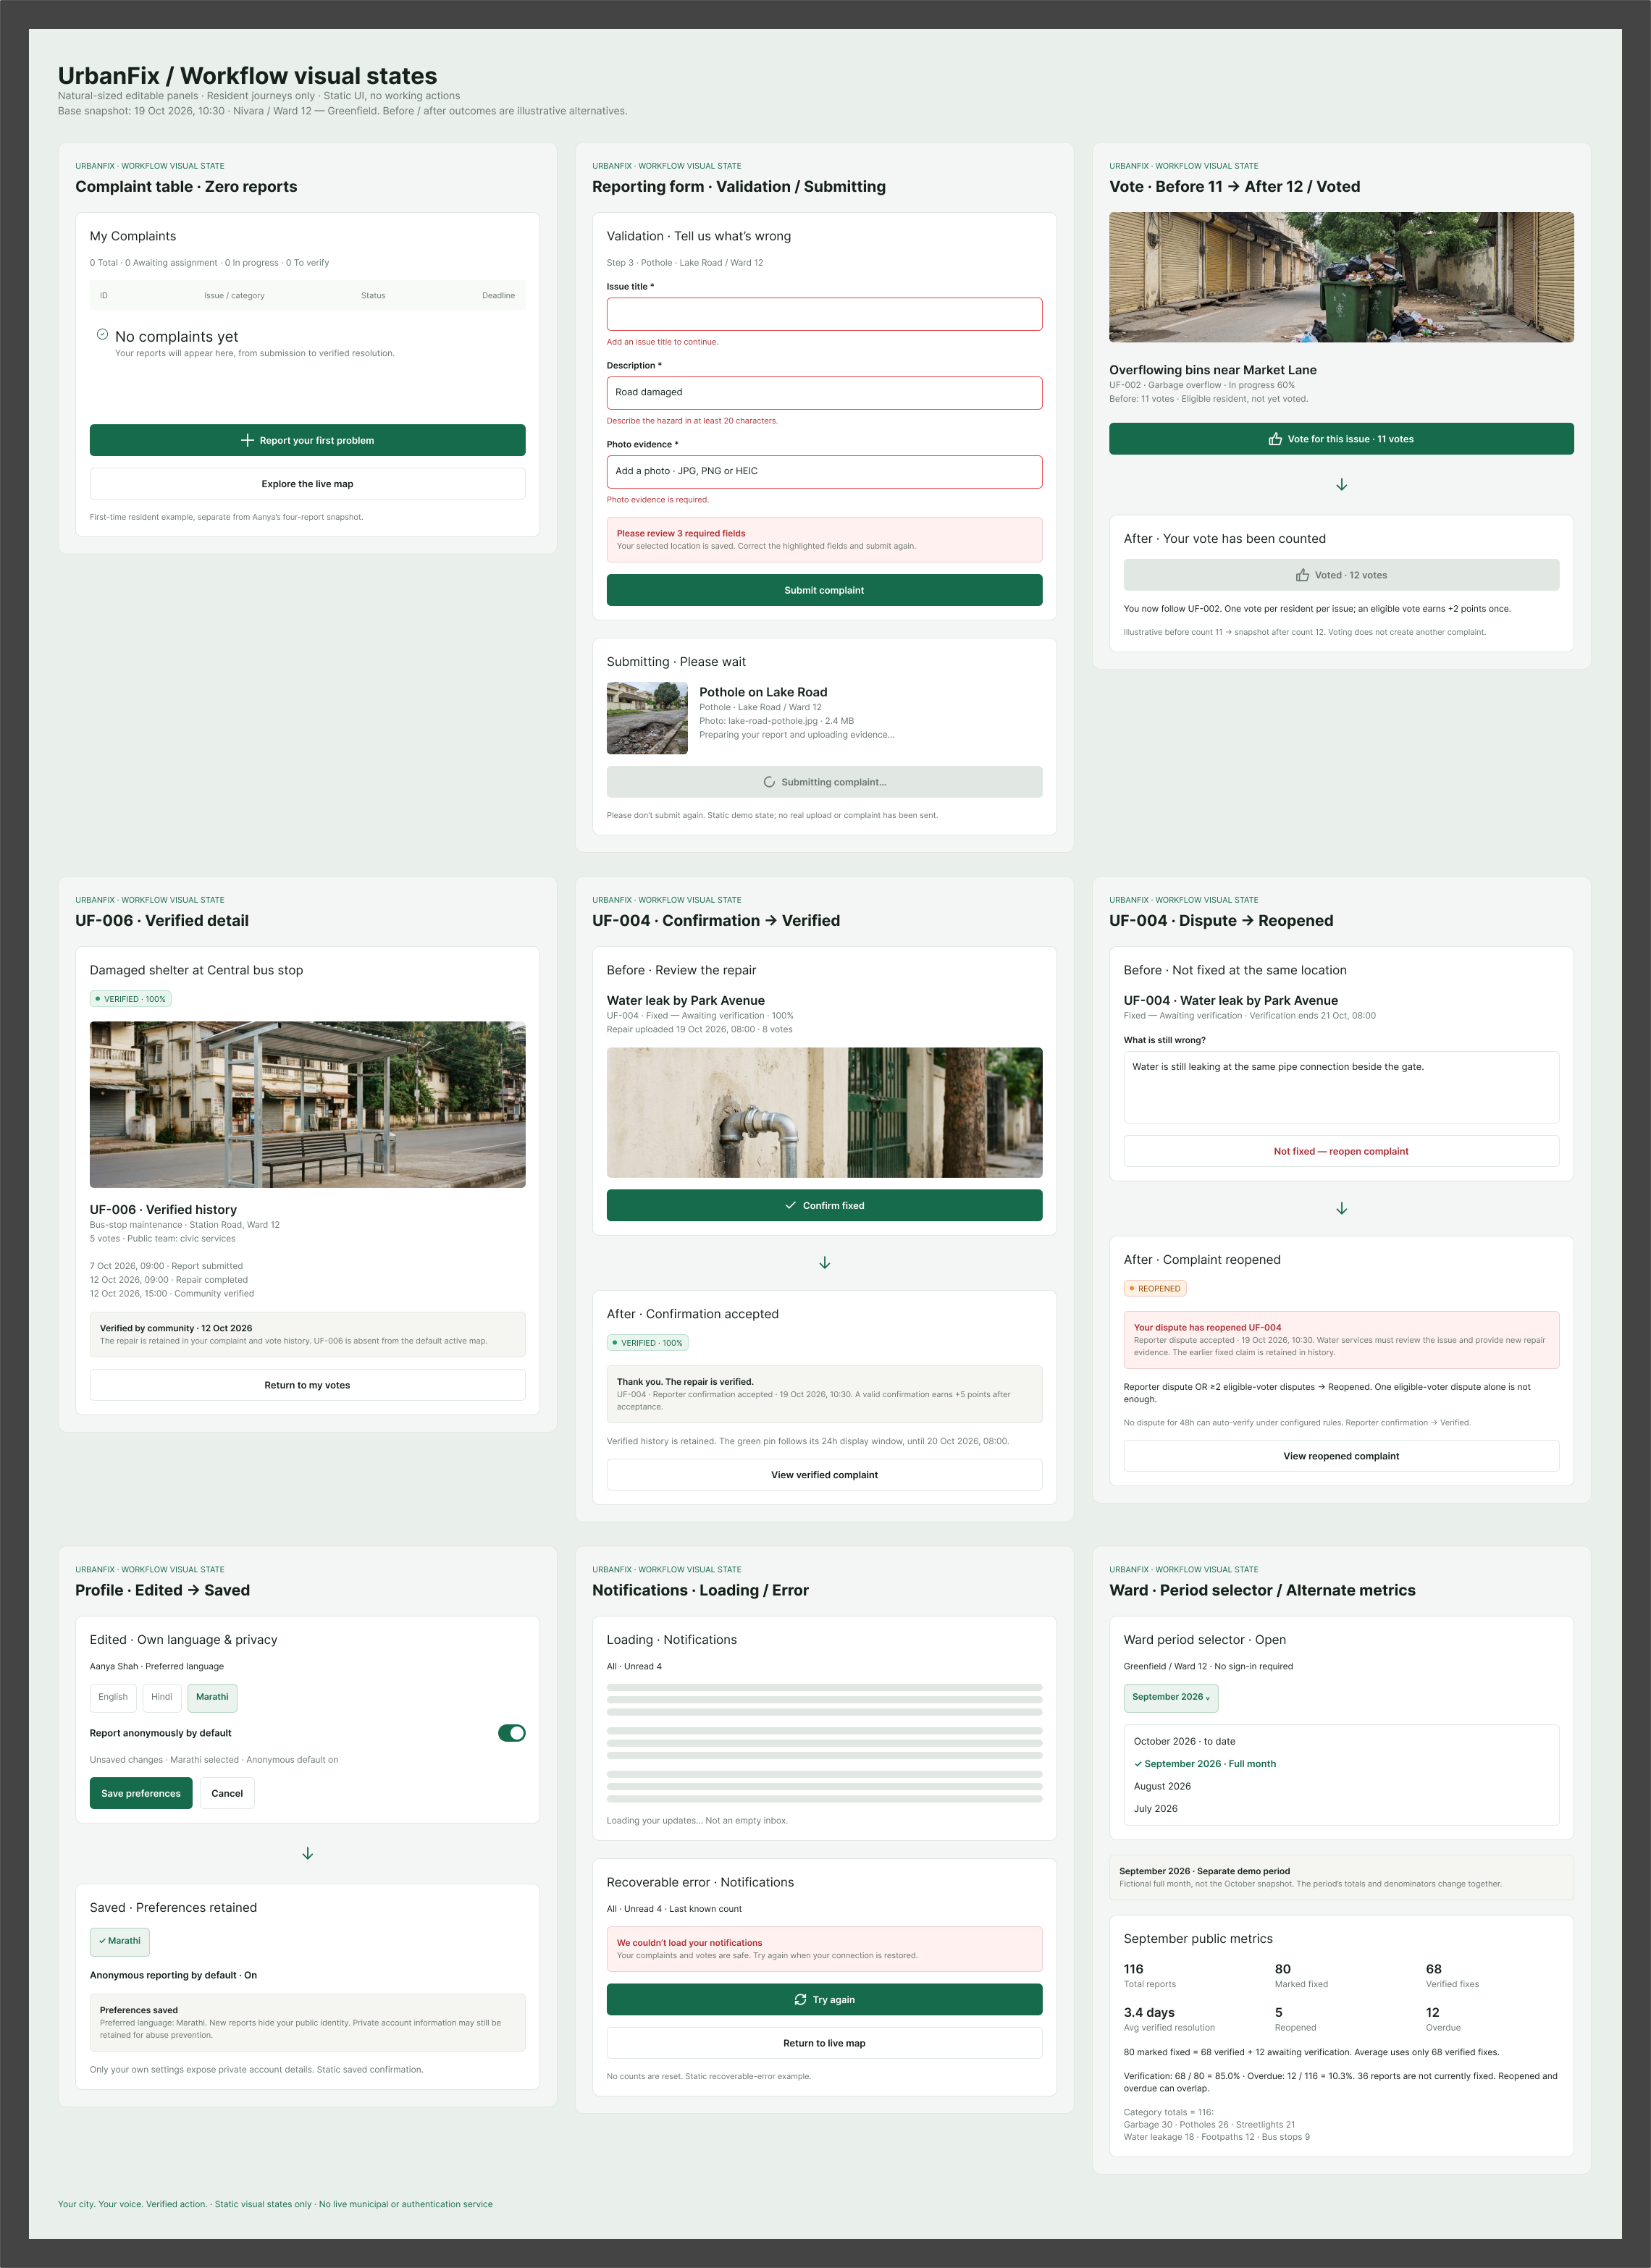 UrbanFix / Workflow visual states
Natural-sized editable panels · Resident journeys only · Static UI, no working actions
Base snapshot: 19 Oct 2026, 10:30 · Nivara / Ward 12 — Greenfield. Before / after outcomes are illustrative alternatives.
URBANFIX · WORKFLOW VISUAL STATE
Complaint table · Zero reports
My Complaints
0 Total · 0 Awaiting assignment · 0 In progress · 0 To verify
ID Issue / category Status Deadline
No complaints yet
Your reports will appear here, from submission to verified resolution.
Report your first problem
Explore the live map
First-time resident example, separate from Aanya's four-report snapshot.
URBANFIX · WORKFLOW VISUAL STATE
Reporting form · Validation / Submitting
Validation · Tell us what's wrong
Step 3 · Pothole · Lake Road / Ward 12
Issue title *
Add an issue title to continue.
Description *
Road damaged
Describe the hazard in at least 20 characters.
Photo evidence *
Add a photo · JPG, PNG or HEIC
Photo evidence is required.
Please review 3 required fields
Your selected location is saved. Correct the highlighted fields and submit again.
Submit complaint
Submitting · Please wait
Pothole on Lake Road
Pothole · Lake Road / Ward 12
Photo: lake-road-pothole.jpg · 2.4 MB
Preparing your report and uploading evidence...
Submitting complaint...
Please don't submit again. Static demo state; no real upload or complaint has been sent.
URBANFIX · WORKFLOW VISUAL STATE
Vote · Before 11 → After 12 / Voted
Overflowing bins near Market Lane
UF-002 · Garbage overflow · In progress 60%
Before: 11 votes · Eligible resident, not yet voted.
Vote for this issue · 11 votes
↓
After · Your vote has been counted
Voted · 12 votes
You now follow UF-002. One vote per resident per issue; an eligible vote earns +2 points once.
Illustrative before count 11 → snapshot after count 12. Voting does not create another complaint.
URBANFIX · WORKFLOW VISUAL STATE
UF-006 · Verified detail
Damaged shelter at Central bus stop
VERIFIED · 100%
UF-006 · Verified history
Bus-stop maintenance · Station Road, Ward 12
5 votes · Public team: civic services
7 Oct 2026, 09:00 · Report submitted
12 Oct 2026, 09:00 · Repair completed
12 Oct 2026, 15:00 · Community verified
Verified by community · 12 Oct 2026
The repair is retained in your complaint and vote history. UF-006 is absent from the default active map.
Return to my votes
URBANFIX · WORKFLOW VISUAL STATE
UF-004 · Confirmation → Verified
Before · Review the repair
Water leak by Park Avenue
UF-004 · Fixed — Awaiting verification · 100%
Repair uploaded 19 Oct 2026, 08:00 · 8 votes
Confirm fixed
↓
After · Confirmation accepted
VERIFIED · 100%
Thank you. The repair is verified.
UF-004 · Reporter confirmation accepted · 19 Oct 2026, 10:30. A valid confirmation earns +5 points after
acceptance.
Verified history is retained. The green pin follows its 24h display window, until 20 Oct 2026, 08:00.
View verified complaint
URBANFIX · WORKFLOW VISUAL STATE
UF-004 · Dispute → Reopened
Before · Not fixed at the same location
UF-004 · Water leak by Park Avenue
Fixed — Awaiting verification · Verification ends 21 Oct, 08:00
What is still wrong?
Water is still leaking at the same pipe connection beside the gate.
Not fixed — reopen complaint
↓
After · Complaint reopened
REOPENED
Your dispute has reopened UF-004
Reporter dispute accepted · 19 Oct 2026, 10:30. Water services must review the issue and provide new repair
evidence. The earlier fixed claim is retained in history.
Reporter dispute OR ≥2 eligible-voter disputes → Reopened. One eligible-voter dispute alone is not
enough.
No dispute for 48h can auto-verify under configured rules. Reporter confirmation → Verified.
View reopened complaint
URBANFIX · WORKFLOW VISUAL STATE
Profile · Edited → Saved
Edited · Own language & privacy
Aanya Shah · Preferred language
English Hindi Marathi
Report anonymously by default
Unsaved changes · Marathi selected · Anonymous default on
Save preferences Cancel
↓
Saved · Preferences retained
✓ Marathi
Anonymous reporting by default · On
Preferences saved
Preferred language: Marathi. New reports hide your public identity. Private account information may still be
retained for abuse prevention.
Only your own settings expose private account details. Static saved confirmation.
URBANFIX · WORKFLOW VISUAL STATE
Notifications · Loading / Error
Loading · Notifications
All · Unread 4
Loading your updates... Not an empty inbox.
Recoverable error · Notifications
All · Unread 4 · Last known count
We couldn't load your notifications
Your complaints and votes are safe. Try again when your connection is restored.
Try again
Return to live map
No counts are reset. Static recoverable-error example.
URBANFIX · WORKFLOW VISUAL STATE
Ward · Period selector / Alternate metrics
Ward period selector · Open
Greenfield / Ward 12 · No sign-in required
September 2026
October 2026 · to date
✓ September 2026 · Full month
August 2026
July 2026
September 2026 · Separate demo period
Fictional full month, not the October snapshot. The period's totals and denominators change together.
September public metrics
116 80 68
Total reports Marked fixed Verified fixes
3.4 days 5 12
Avg verified resolution Reopened Overdue
80 marked fixed = 68 verified + 12 awaiting verification. Average uses only 68 verified fixes.
Verification: 68 / 80 = 85.0% · Overdue: 12 / 116 = 10.3%. 36 reports are not currently fixed. Reopened and
overdue can overlap.
Category totals = 116:
Garbage 30 · Potholes 26 · Streetlights 21
Water leakage 18 · Footpaths 12 · Bus stops 9
Your city. Your voice. Verified action. · Static visual states only · No live municipal or authentication service